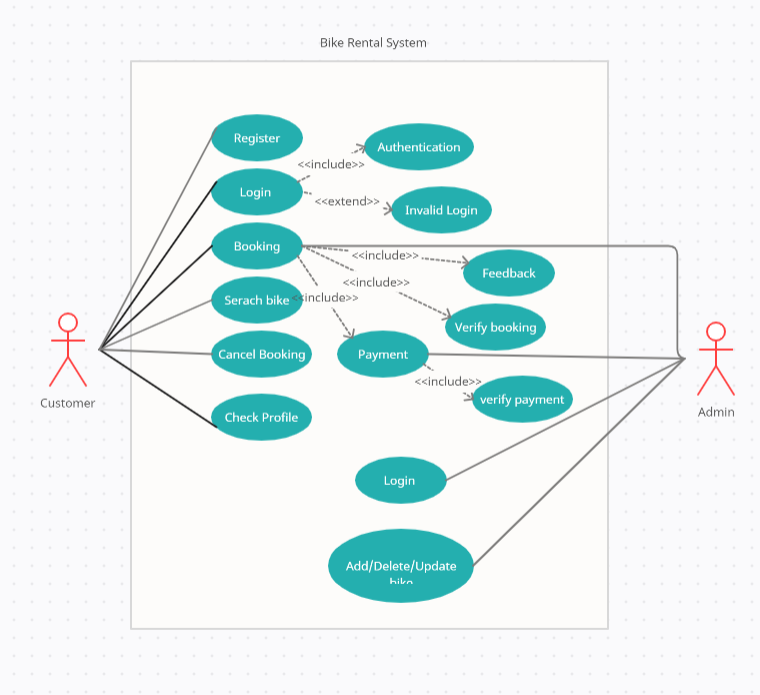 Bike Rental System
Register
Authentication
<<include>>
Login
<<extend>>
Invalid Login
Booking
<<include>>
Feedback
<<include>>
Serach bike
<<include>>
Verify booking
Cancel Booking
Payment
<<include>>
verify payment
Customer
Admin
Check Profile
Login
Add/Delete/Update
bike